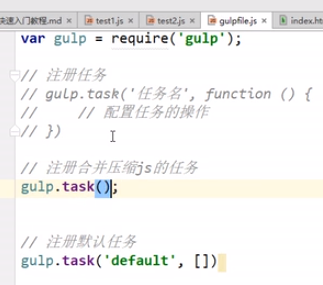 快速入门教程.md × test1.js × test2.js × gulpfile.js × index.ht
var gulp = require('gulp');
// 注册任务
// gulp.task('任务名', function () {
//     // 配置任务的操作
// })
// 注册合并压缩js的任务
gulp.task();
// 注册默认任务
gulp.task('default', [])